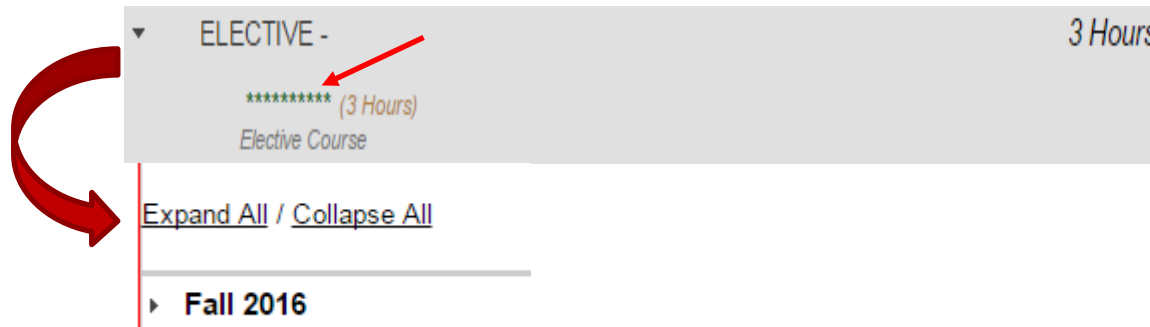 ELECTIVE - 3 Hours
********** (3 Hours)
Elective Course
Expand All / Collapse All
Fall 2016